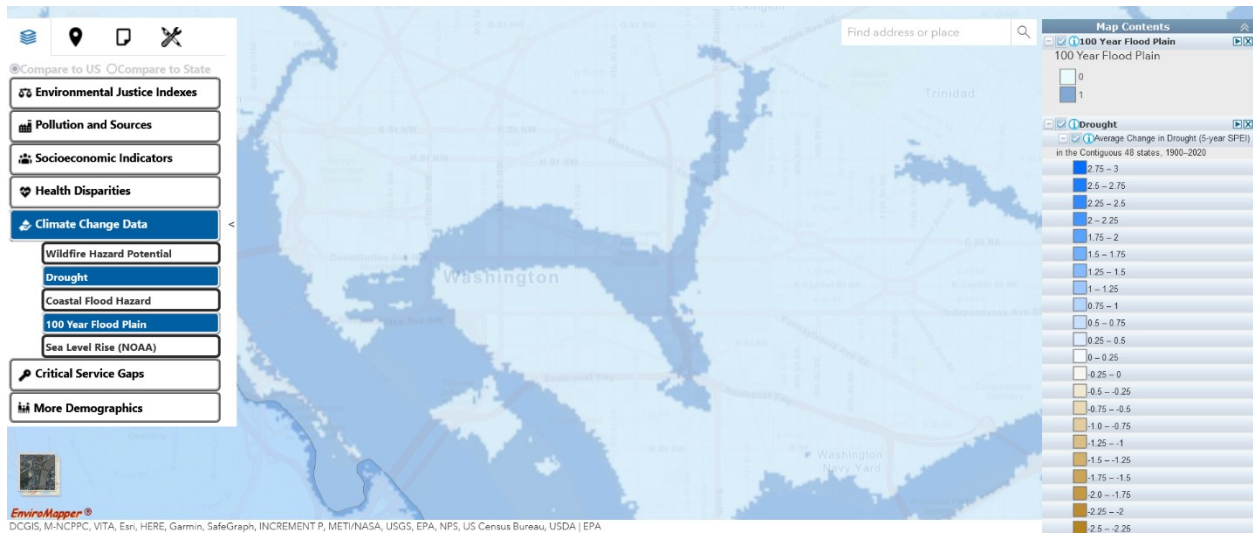 Compare to US Compare to State
Environmental Justice Indexes
Pollution and Sources
Socioeconomic Indicators
Health Disparities
Climate Change Data
<
Wildfire Hazard Potential
Drought
Coastal Flood Hazard
100 Year Flood Plain
Sea Level Rise (NOAA)
Critical Service Gaps
More Demographics
EnviroMapper ®
DCGIS, M-NCPPC, VITA, Esri, HERE, Garmin, SafeGraph, INCREMENT P, METI/NASA, USGS, EPA, NPS, US Census Bureau, USDA | EPA
Eckington
Trinidad
Washington
Washington
Navy Yard
Find address or place
Map Contents
100 Year Flood Plain
100 Year Flood Plain
0
1
Drought
Average Change in Drought (5-year SPEI)
in the Contiguous 48 states, 1900–2020
2.75 – 3
2.5 – 2.75
2.25 – 2.5
2 – 2.25
1.75 – 2
1.5 – 1.75
1.25 – 1.5
1 – 1.25
0.75 – 1
0.5 – 0.75
0.25 – 0.5
0 – 0.25
-0.25 – 0
-0.5 – -0.25
-0.75 – -0.5
-1.0 – -0.75
-1.25 – -1
-1.5 – -1.25
-1.75 – -1.5
-2.0 – -1.75
-2.25 – -2
-2.5 – -2.25